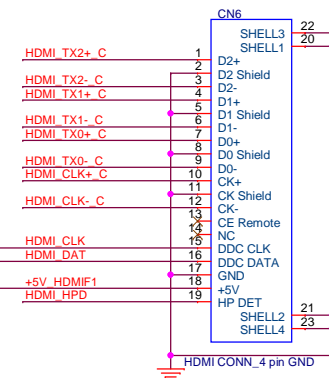 CN6
SHELL3 22
SHELL1 20
HDMI_TX2+_C 1 D2+
2 D2 Shield
HDMI_TX2-_C 3 D2-
HDMI_TX1+_C 4 D1+
5 D1 Shield
HDMI_TX1-_C 6 D1-
HDMI_TX0+_C 7 D0+
8 D0 Shield
HDMI_TX0-_C 9 D0-
HDMI_CLK+_C 10 CK+
11 CK Shield
HDMI_CLK-_C 12 CK-
13 CE Remote
14 NC
HDMI_CLK 15 DDC CLK
HDMI_DAT 16 DDC DATA
17 GND
+5V_HDMIF1 18 +5V
HDMI_HPD 19 HP DET
SHELL2 21
SHELL4 23
HDMI CONN_4 pin GND